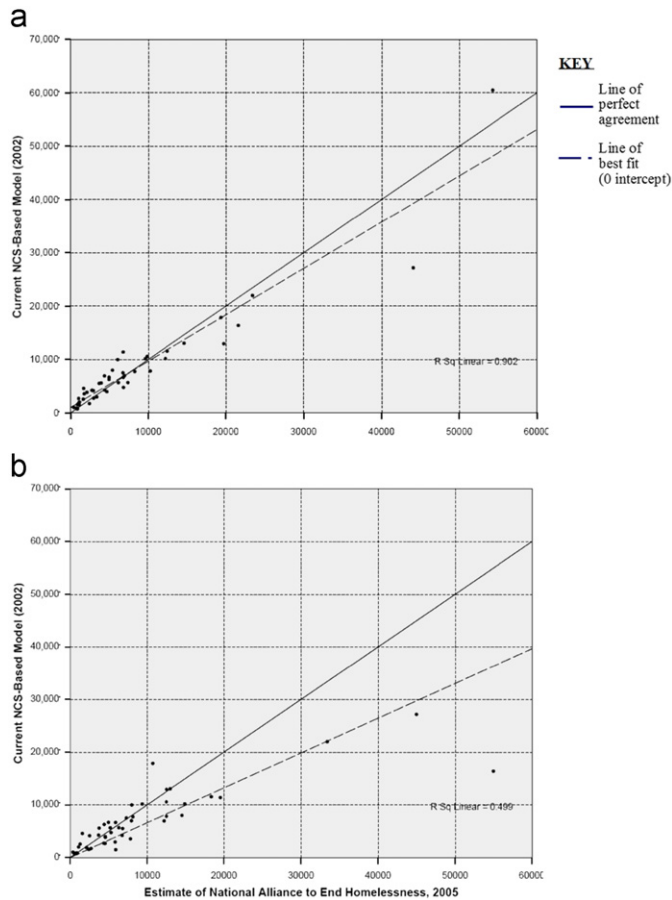 a
70,000
60,000
50,000
40,000
30,000
20,000
10,000
0
Current NCS-Based Model (2002)
R Sq Linear = 0.902
0
10000
20000
30000
40000
50000
60000
KEY
Line of
perfect
agreement
Line of
best fit
(0 intercept)
b
70,000
60,000
50,000
40,000
30,000
20,000
10,000
0
Current NCS-Based Model (2002)
R Sq Linear = 0.499
0
10000
20000
30000
40000
50000
60000
Estimate of National Alliance to End Homelessness, 2005